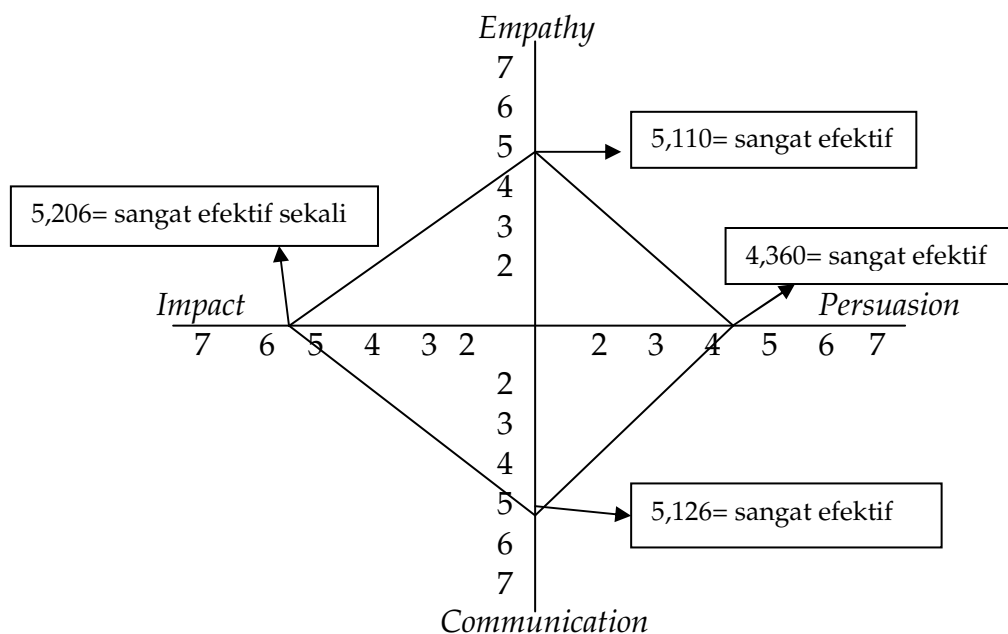 Empathy
7
6
5
5,110= sangat efektif
4
5,206= sangat efektif sekali
3
2
4,360= sangat efektif
Impact
Persuasion
7 6 5 4 3 2 2 3 4 5 6 7
2
3
4
5
5,126= sangat efektif
6
7
Communication